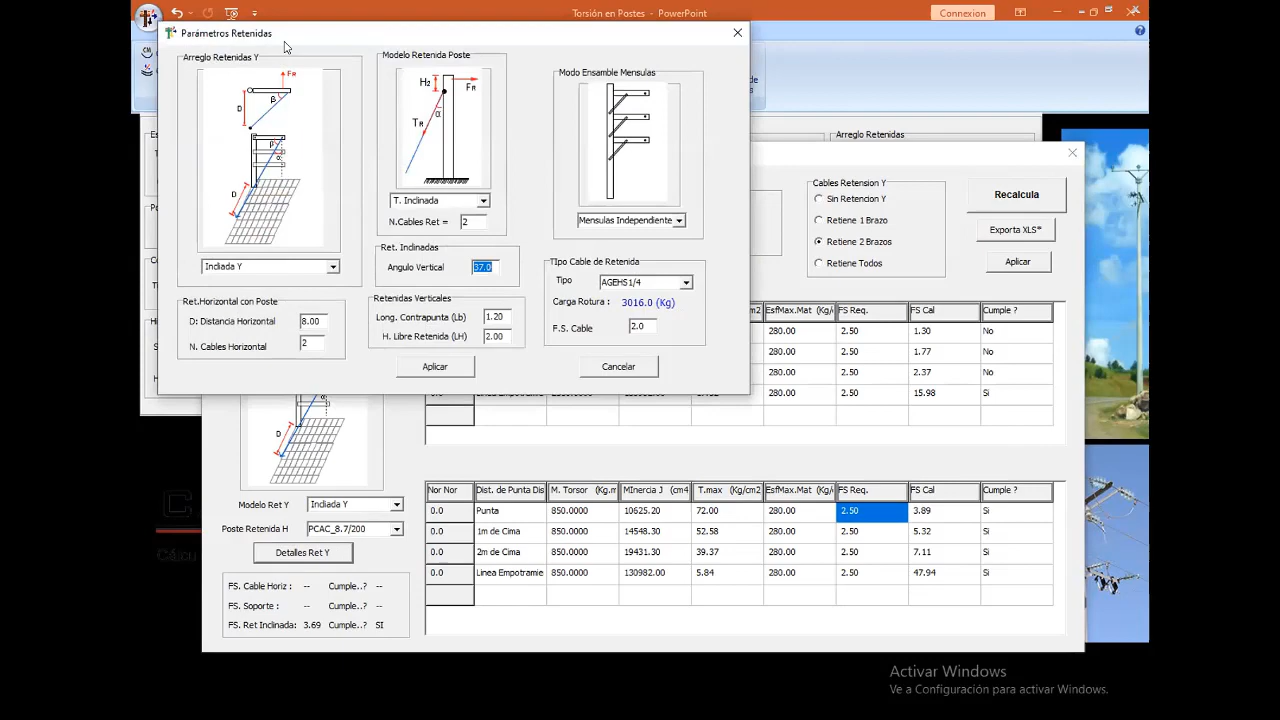 Torsión en Postes - PowerPoint
Connexion
Parámetros Retenidas
Arreglo Retenidas Y
FR
β
D
β
α
D
Indiada Y
Modelo Retenida Poste
H2
FR
TR
α
T. Inclinada
N.Cables Ret =
2
Modo Ensamble Mensulas
Mensulas Independiente
Ret. Inclinadas
Angulo Vertical
37.0
TIpo Cable de Retenida
Tipo
AGEHS1/4
Carga Rotura :
3016.0 (Kg)
F.S. Cable
2.0
Ret.Horizontal con Poste
D: Distancia Horizontal
8.00
N. Cables Horizontal
2
Retenidas Verticales
Long. Contrapunta (Lb)
1.20
H. Libre Retenida (LH)
2.00
Aplicar
Cancelar
Arreglo Retenidas
de
Cables Retension Y
Sin Retension Y
Retiene 1 Brazo
Retiene 2 Brazos
Retiene Todos
Recalcula
Exporta XLS*
Aplicar
EsfMax.Mat (Kg/ FS Req. FS Cal Cumple ?
280.00 2.50 1.30 No
280.00 2.50 1.77 No
280.00 2.50 2.37 No
280.00 2.50 15.98 Si
D
Modelo Ret Y
Indiada Y
Poste Retenida H
PCAC_8.7/200
Detalles Ret Y
FS. Cable Horiz : -- Cumple..? --
FS. Soporte : -- Cumple..? --
FS. Ret Inclinada: 3.69 Cumple..? SI
Nor Nor Dist. de Punta Dis M. Torsor (Kg.m MInercia J (cm4 T.max (Kg/cm2 EsfMax.Mat (Kg/ FS Req. FS Cal Cumple ?
0.0 Punta 850.0000 10625.20 72.00 280.00 2.50 3.89 Si
0.0 1m de Cima 850.0000 14548.30 52.58 280.00 2.50 5.32 Si
0.0 2m de Cima 850.0000 19431.30 39.37 280.00 2.50 7.11 Si
0.0 Linea Empotramie 850.0000 130982.00 5.84 280.00 2.50 47.94 Si
Activar Windows
Ve a Configuración para activar Windows.